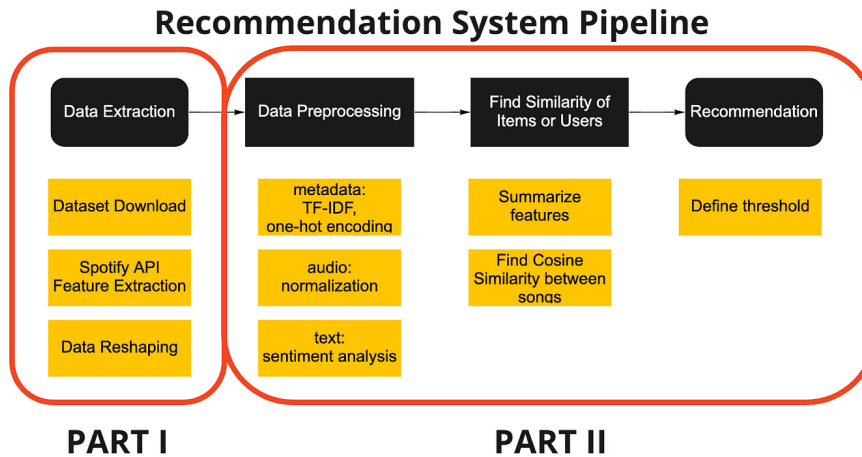 Recommendation System Pipeline
Data Extraction
Data Preprocessing
Find Similarity of
Items or Users
Recommendation
Dataset Download
metadata:
TF-IDF,
one-hot encoding
Summarize
features
Define threshold
Spotify API
Feature Extraction
audio:
normalization
Find Cosine
Similarity between
songs
Data Reshaping
text:
sentiment analysis
PART I
PART II